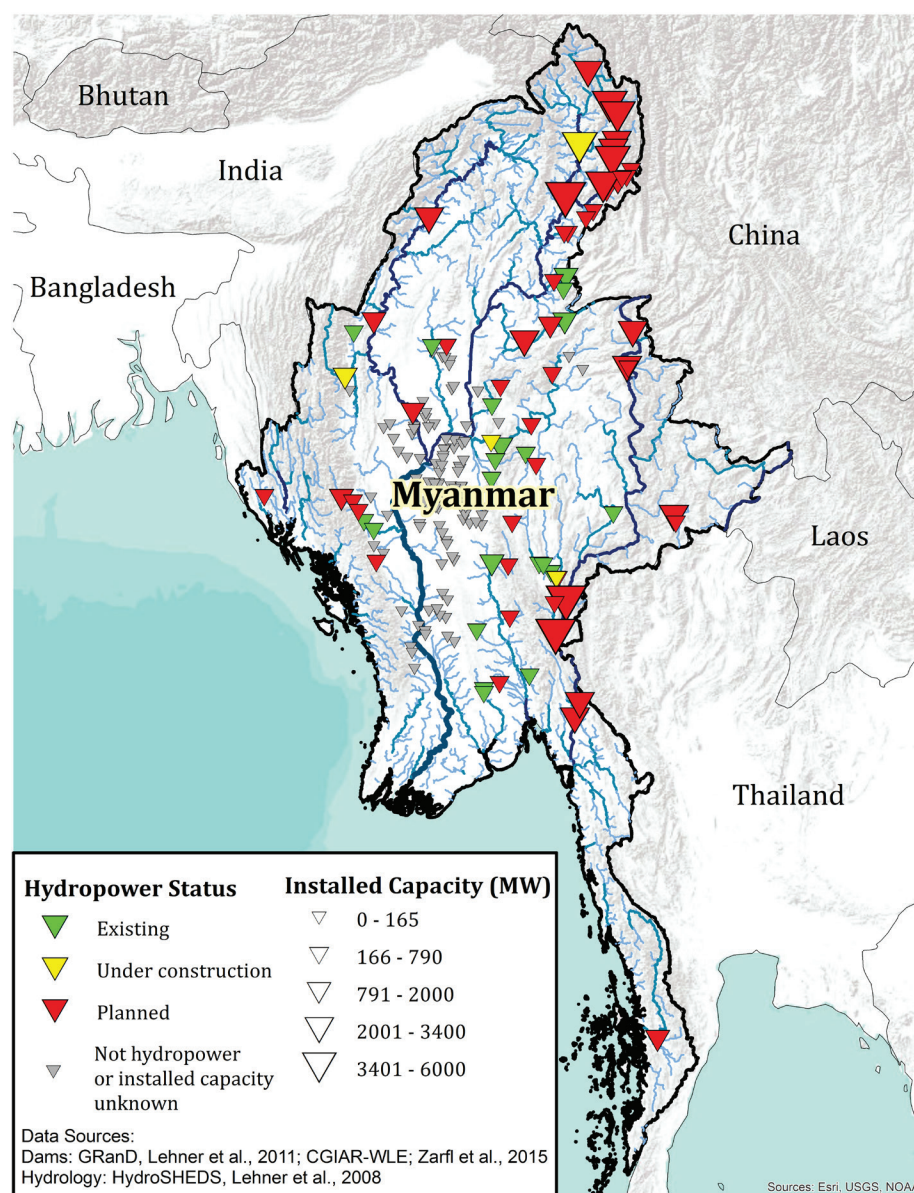 Bhutan
India
China
Bangladesh
Myanmar
Laos
Thailand
Hydropower Status
Existing
Under construction
Planned
Not hydropower
or installed capacity
unknown
Installed Capacity (MW)
0 - 165
166 - 790
791 - 2000
2001 - 3400
3401 - 6000
Data Sources:
Dams: GRanD, Lehner et al., 2011; CGIAR-WLE; Zarfl et al., 2015
Hydrology: HydroSHEDS, Lehner et al., 2008
Sources: Esri, USGS, NOAA